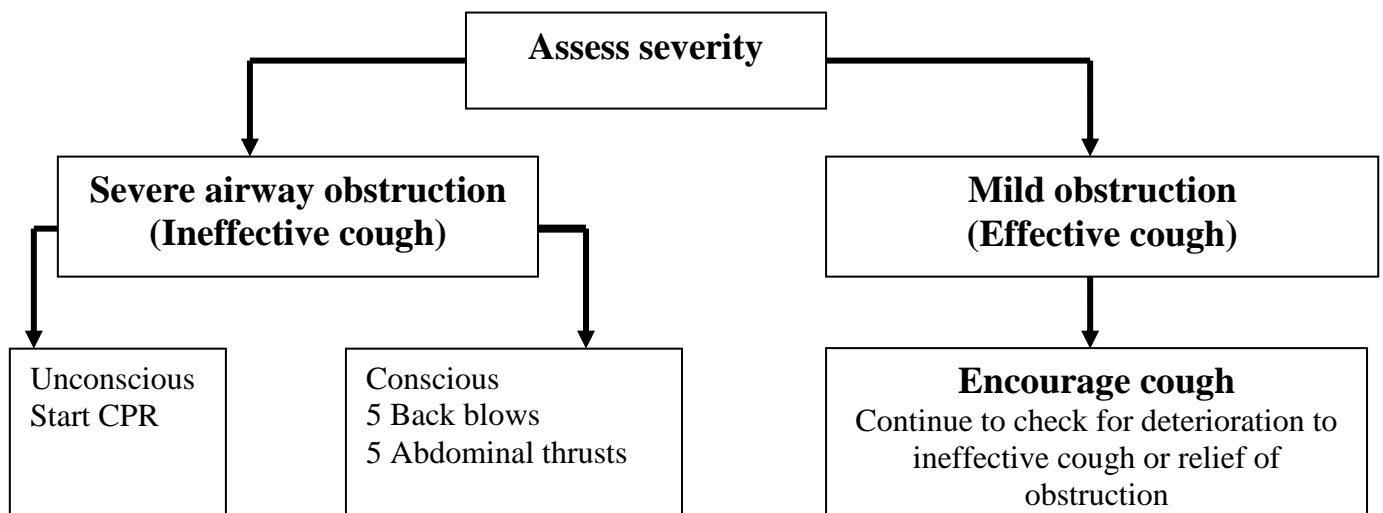 Assess severity
Severe airway obstruction
(Ineffective cough)
Mild obstruction
(Effective cough)
Unconscious
Start CPR
Conscious
5 Back blows
5 Abdominal thrusts
Encourage cough
Continue to check for deterioration to
ineffective cough or relief of
obstruction